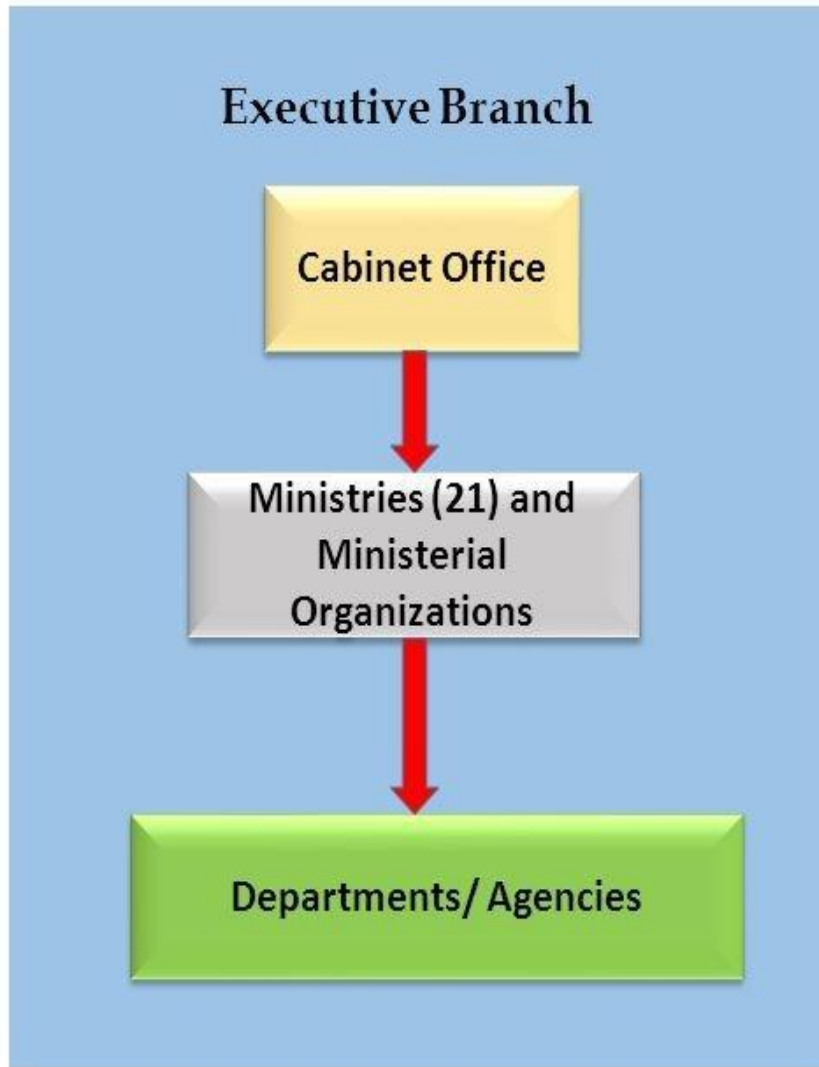 Executive Branch
Cabinet Office
Ministries (21) and
Ministerial
Organizations
Departments/ Agencies